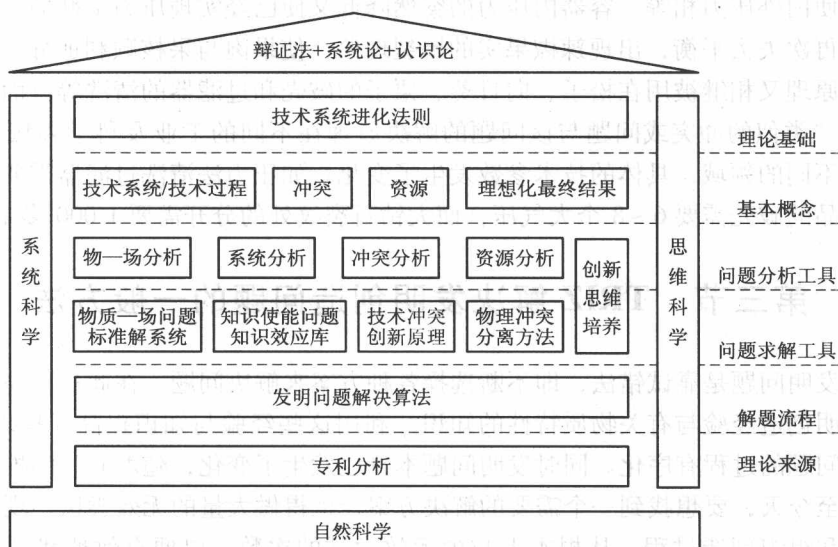 辩证法+系统论+认识论
技术系统进化法则
理论基础
技术系统/技术过程
冲突
资源
理想化最终结果
基本概念
系统科学
思维科学
物—场分析
系统分析
冲突分析
资源分析
创新
思维
培养
问题分析工具
物质—场问题
标准解系统
知识使能问题
知识效应库
技术冲突
创新原理
物理冲突
分离方法
问题求解工具
发明问题解决算法
解题流程
专利分析
理论来源
自然科学